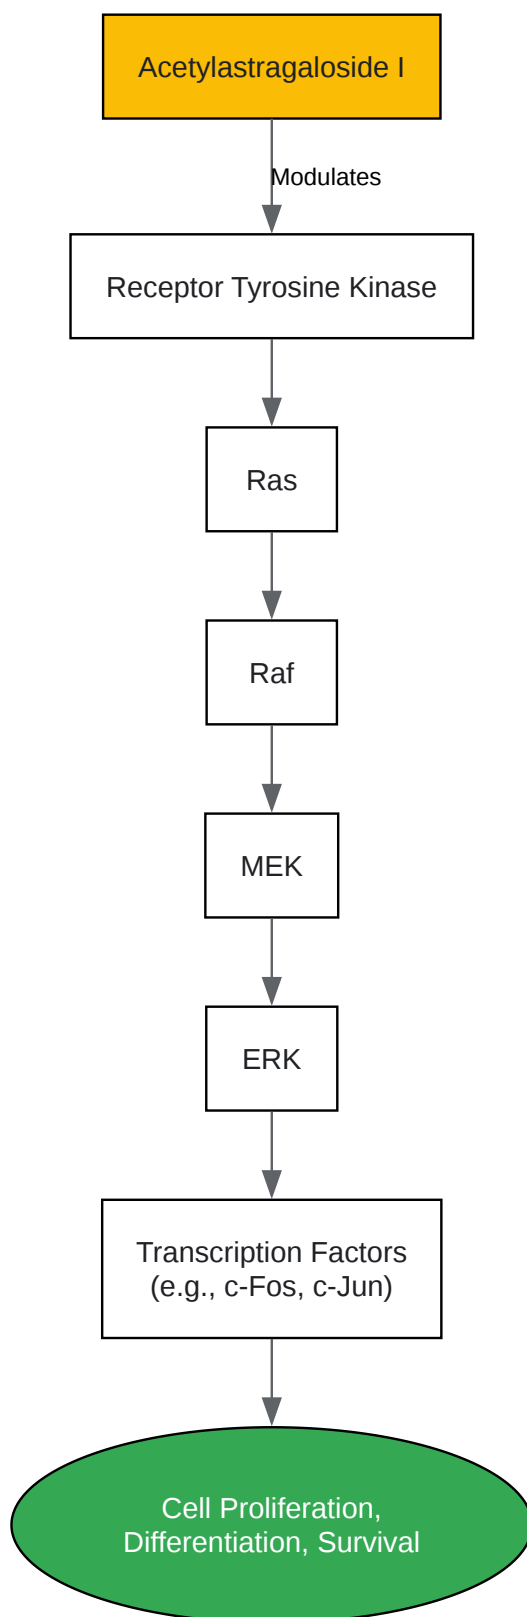 Acetylastragaloside I
Modulates
Receptor Tyrosine Kinase
Ras
Raf
MEK
ERK
Transcription Factors
(e.g., c-Fos, c-Jun)
Cell Proliferation,
Differentiation, Survival